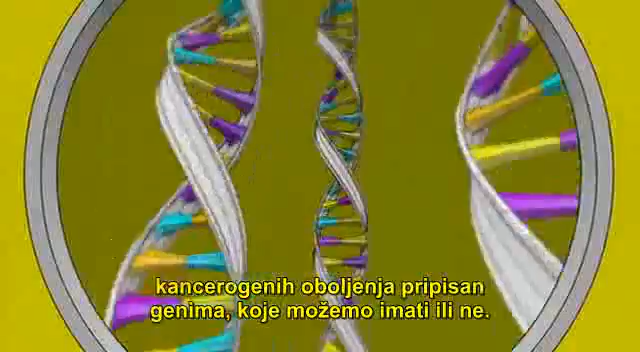 kancerogenih oboljenja pripisan
genima, koje možemo imati ili ne.